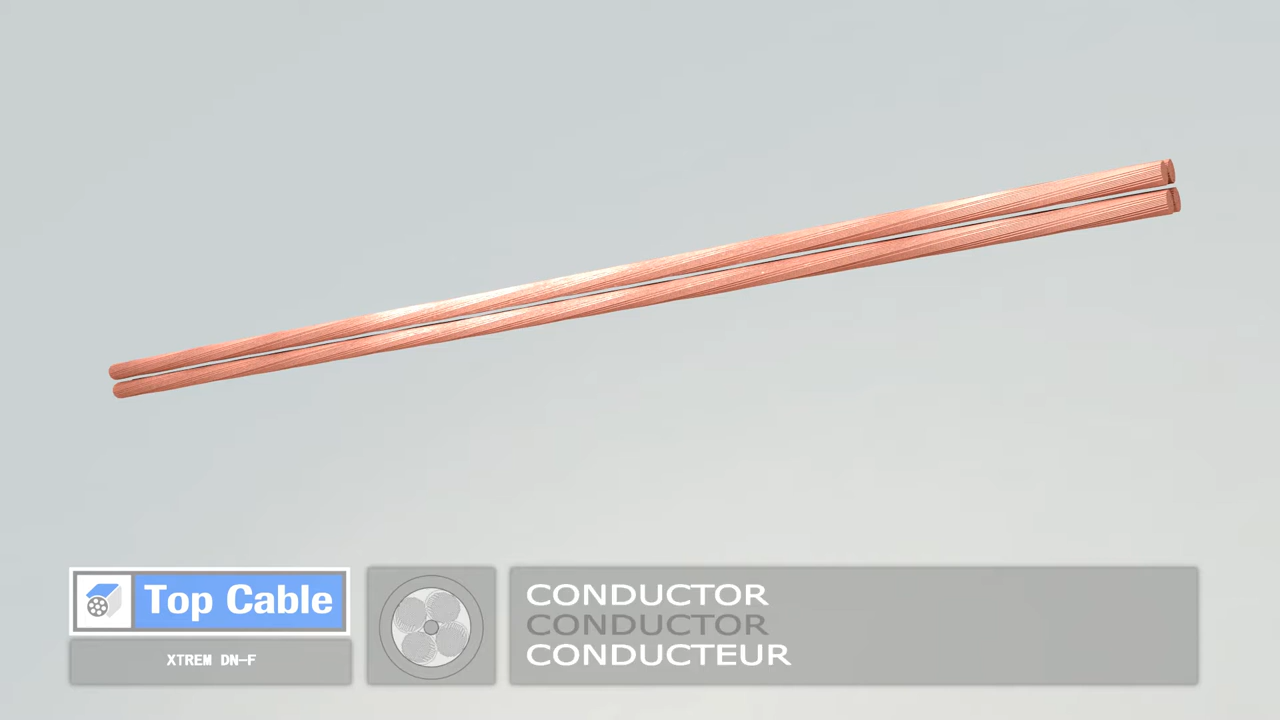 Top Cable
XTREM DN-F
CONDUCTOR
CONDUCTOR
CONDUCTEUR